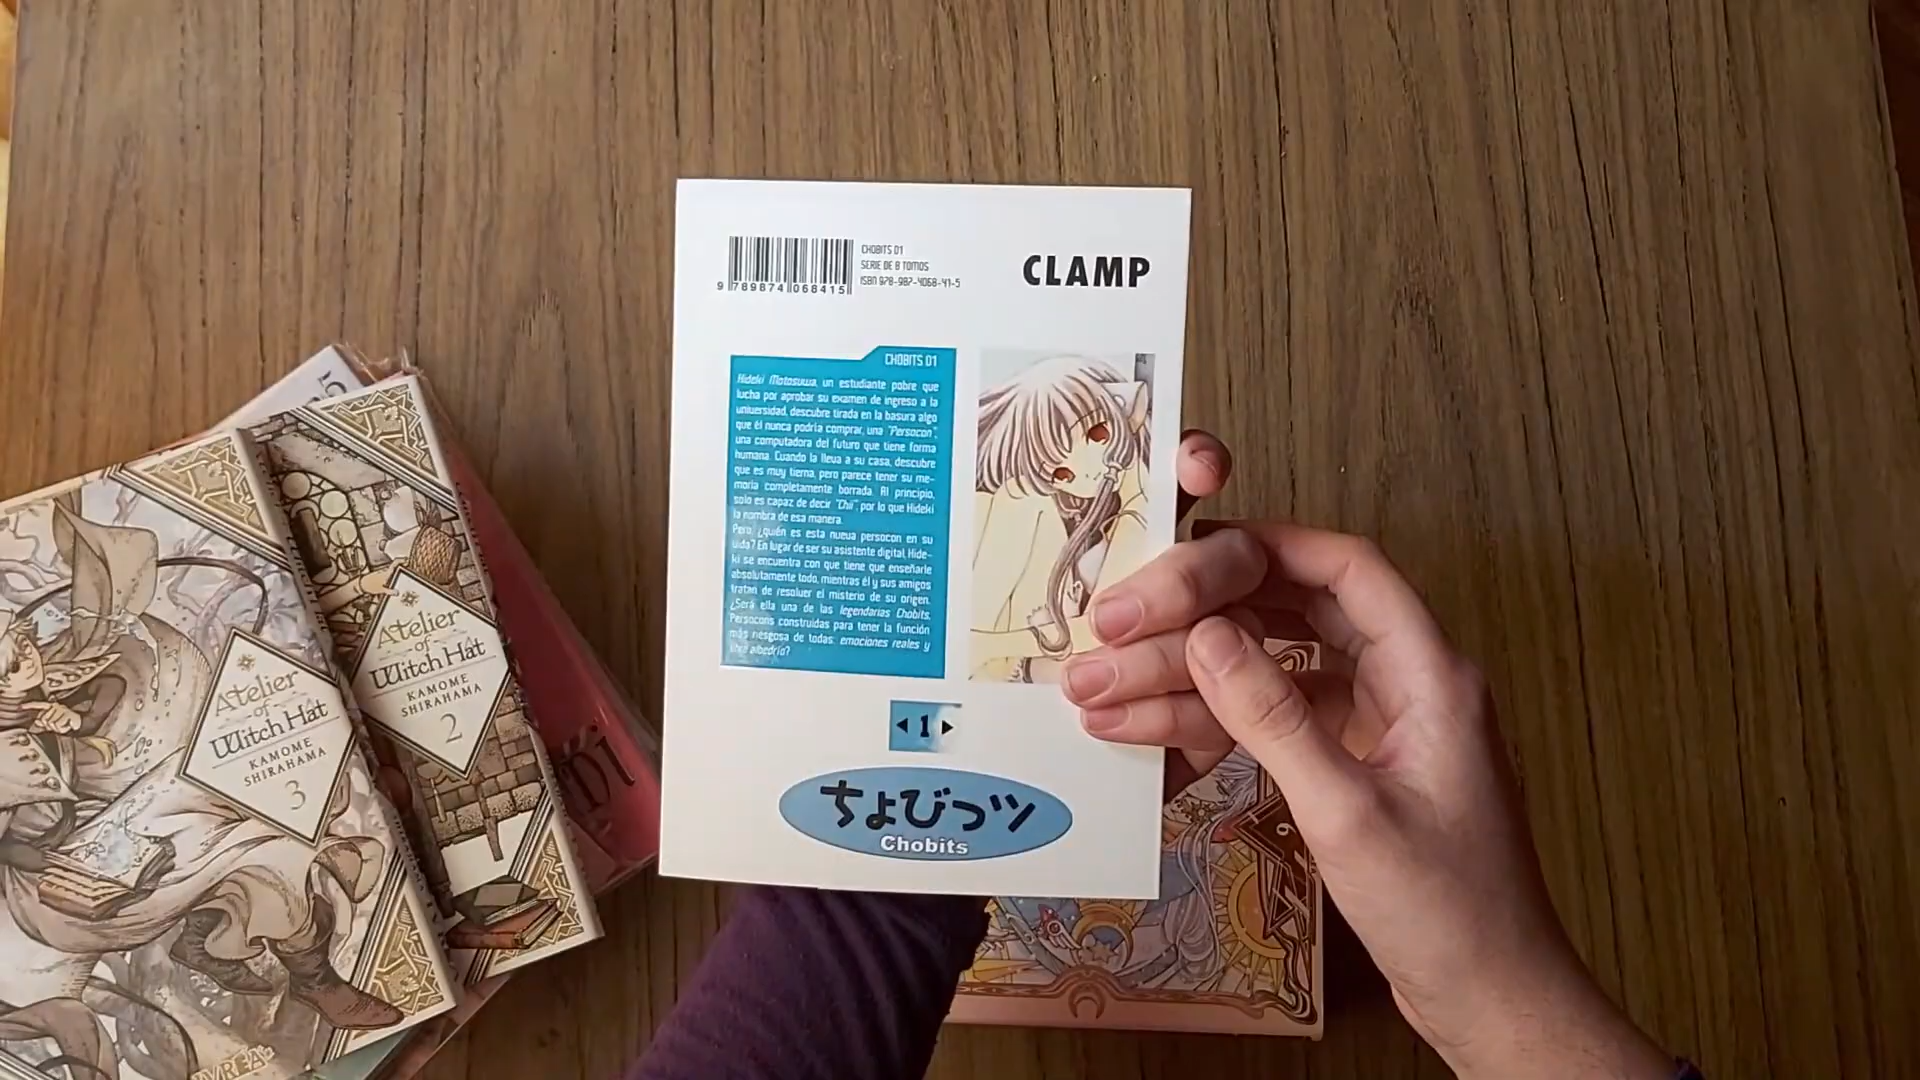 CHOBITS 01
SERIE DE 8 TOMOS
ISBN 978-987-4068-41-5
9 789874 068415
CLAMP
CHOBITS 01
Hideki Motosuwa, un estudiante pobre que
lucha por aprobar su examen de ingreso a la
universidad, descubre tirada en la basura algo
que él nunca podría comprar, una "Persocon",
una computadora del futuro que tiene forma
humana. Cuando la lleva a su casa, descubre
que es muy tierna, pero parece tener su me-
moria completamente borrada. Al principio,
solo es capaz de decir "Chii", por lo que Hideki
la nombra de esa manera.
Pero, ¿quién es esta nueva persocon en su
vida? En lugar de ser su asistente digital, Hide-
ki se encuentra con que tiene que enseñarle
absolutamente todo, mientras él y sus amigos
tratan de resolver el misterio de su origen.
¿Será ella una de las legendarias Chobits,
Persocons construidas para tener la función
más riesgosa de todas: emociones reales y
libre albedrío?
1
ちょびっツ
Chobits
Atelier
of
Witch Hat
KAMOME
SHIRAHAMA
2
Atelier
of
Witch Hat
KAMOME
SHIRAHAMA
3
6